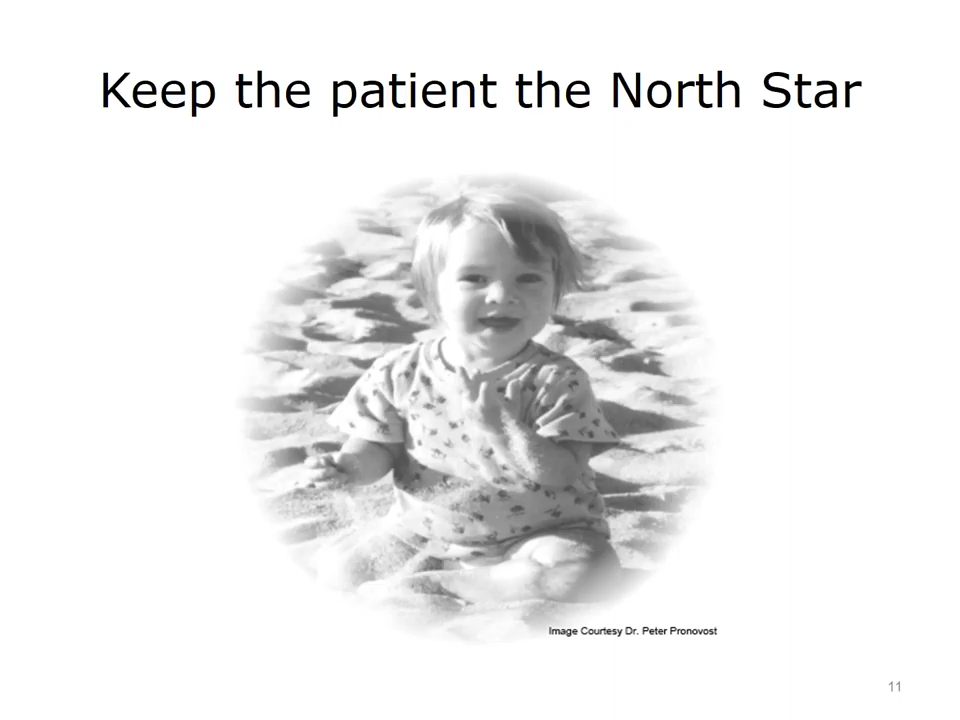 Keep the patient the North Star
Image Courtesy Dr. Peter Pronovost
11